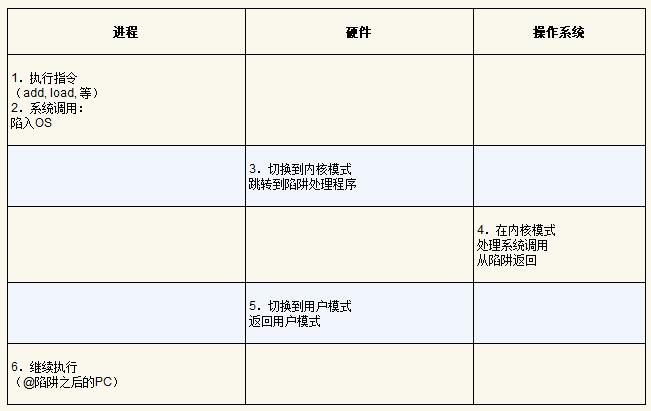 进程 硬件 操作系统
1. 执行指令
（add, load, 等）
2. 系统调用：
陷入OS
3. 切换到内核模式
跳转到陷阱处理程序
4. 在内核模式
处理系统调用
从陷阱返回
5. 切换到用户模式
返回用户模式
6. 继续执行
（@陷阱之后的PC）